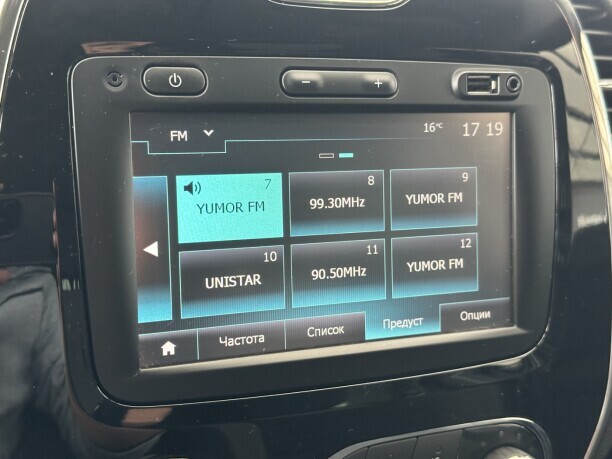 FM
16°C
17 19
7
YUMOR FM
8
99.30MHz
9
YUMOR FM
10
UNISTAR
11
90.50MHz
12
YUMOR FM
Частота
Список
Предуст
Опции